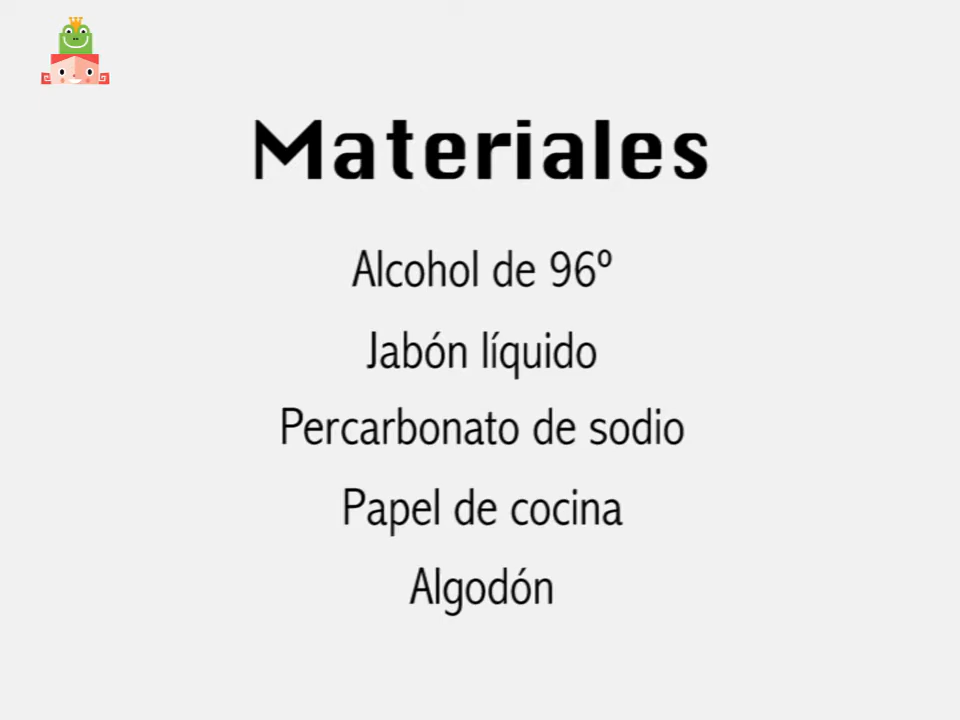 Materiales
Alcohol de 96º
Jabón líquido
Percarbonato de sodio
Papel de cocina
Algodón